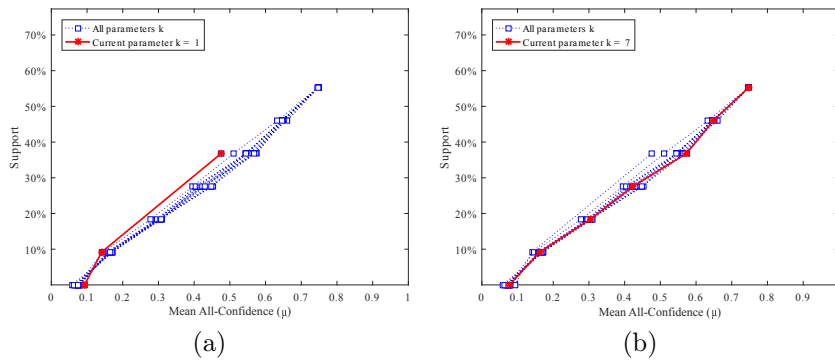 All parameters k
Current parameter k = 1
70%
60%
50%
40%
30%
20%
10%
0
Support
0 0.1 0.2 0.3 0.4 0.5 0.6 0.7 0.8 0.9 1
Mean All-Confidence (μ)
(a)
All parameters k
Current parameter k = 7
70%
60%
50%
40%
30%
20%
10%
0
Support
0 0.1 0.2 0.3 0.4 0.5 0.6 0.7 0.8 0.9
Mean All-Confidence (μ)
(b)